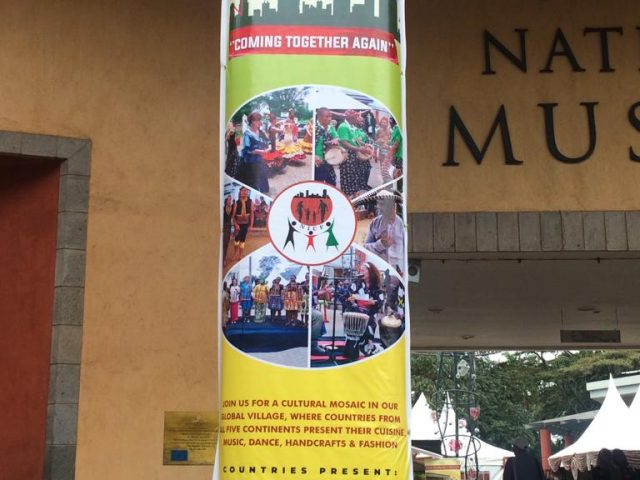 "COMING TOGETHER AGAIN"
NAT
MUS
JOIN US FOR A CULTURAL MOSAIC IN OUR
GLOBAL VILLAGE, WHERE COUNTRIES FROM
ALL FIVE CONTINENTS PRESENT THEIR CUISINE,
MUSIC, DANCE, HANDCRAFTS & FASHION
COUNTRIES PRESENT: